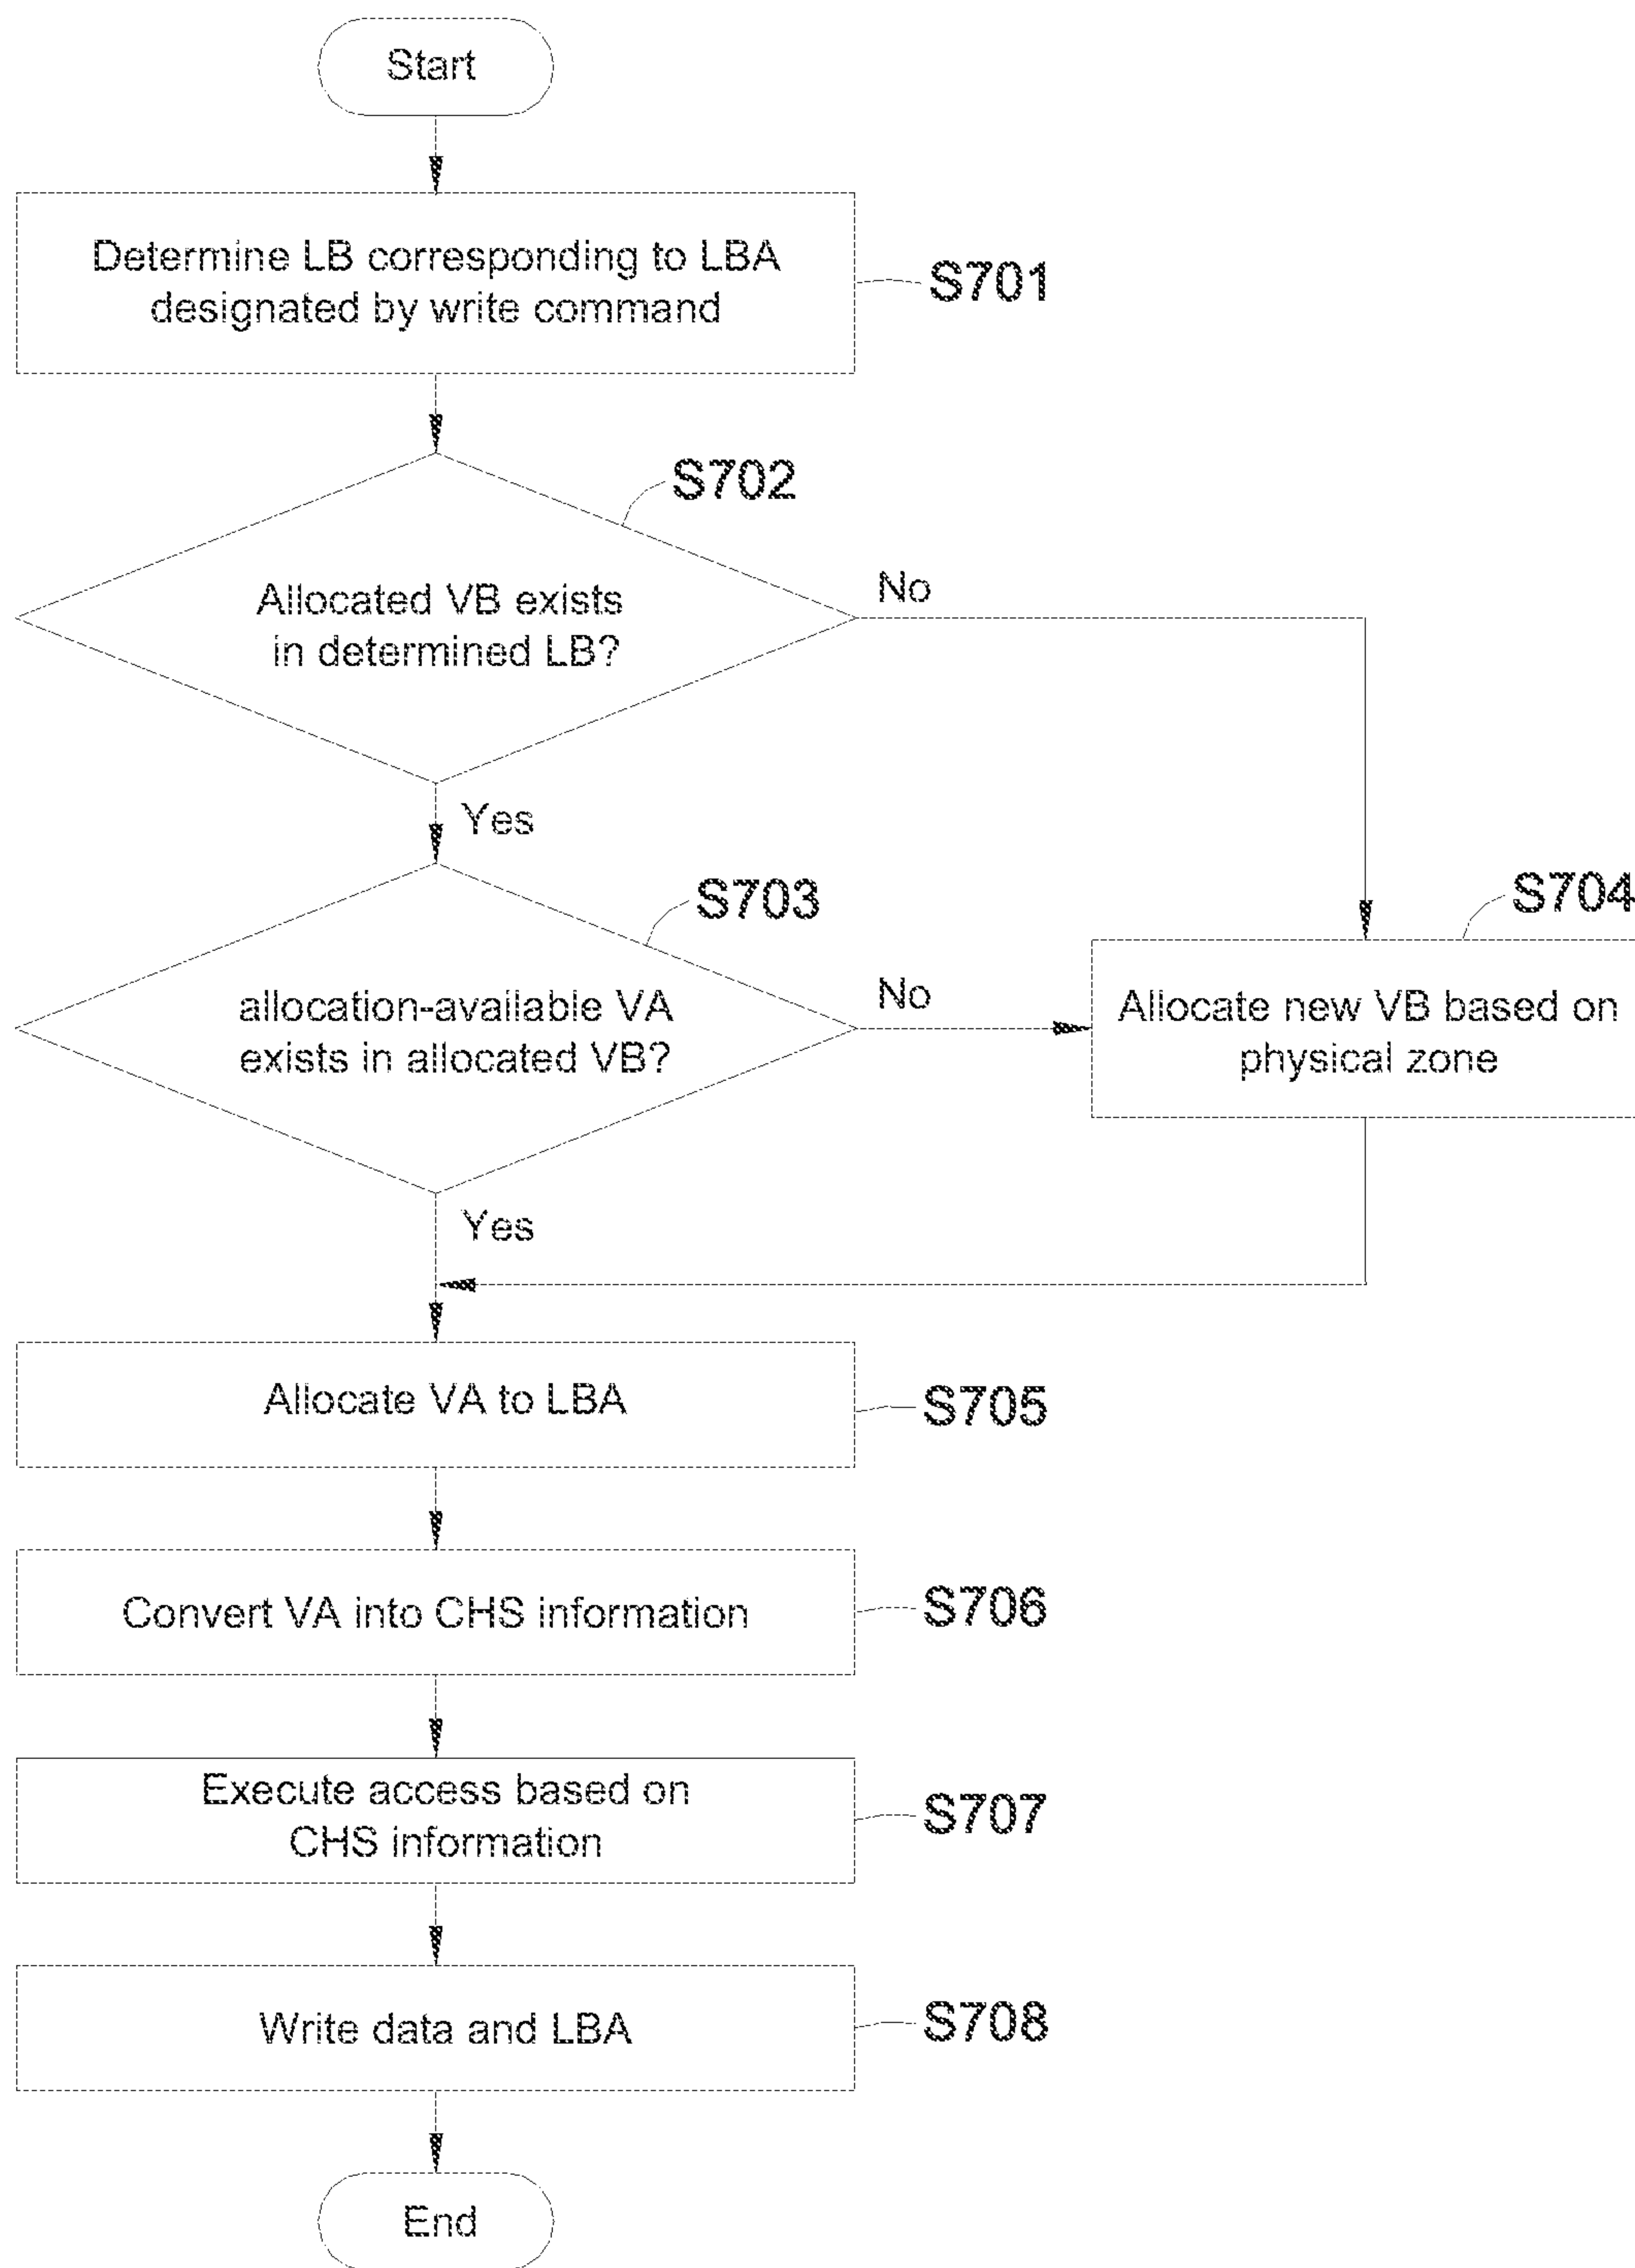 Start
Determine LB corresponding to LBA
designated by write command
S701
S702
Allocated VB exists
in determined LB?
No
Yes
S703
allocation-available VA
exists in allocated VB?
No
S704
Allocate new VB based on
physical zone
Yes
Allocate VA to LBA
S705
Convert VA into CHS information
S706
Execute access based on
CHS information
S707
Write data and LBA
S708
End